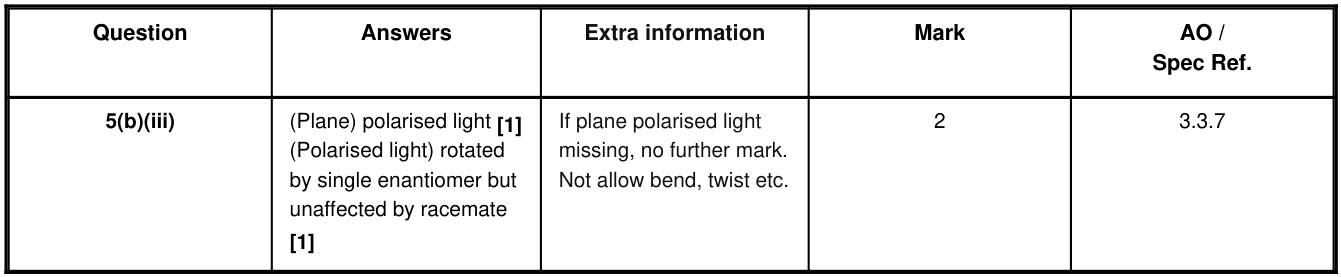 Question Answers Extra information Mark AO /
Spec Ref.
5(b)(iii) (Plane) polarised light [1] If plane polarised light 2 3.3.7
(Polarised light) rotated missing, no further mark.
by single enantiomer but Not allow bend, twist etc.
unaffected by racemate
[1]